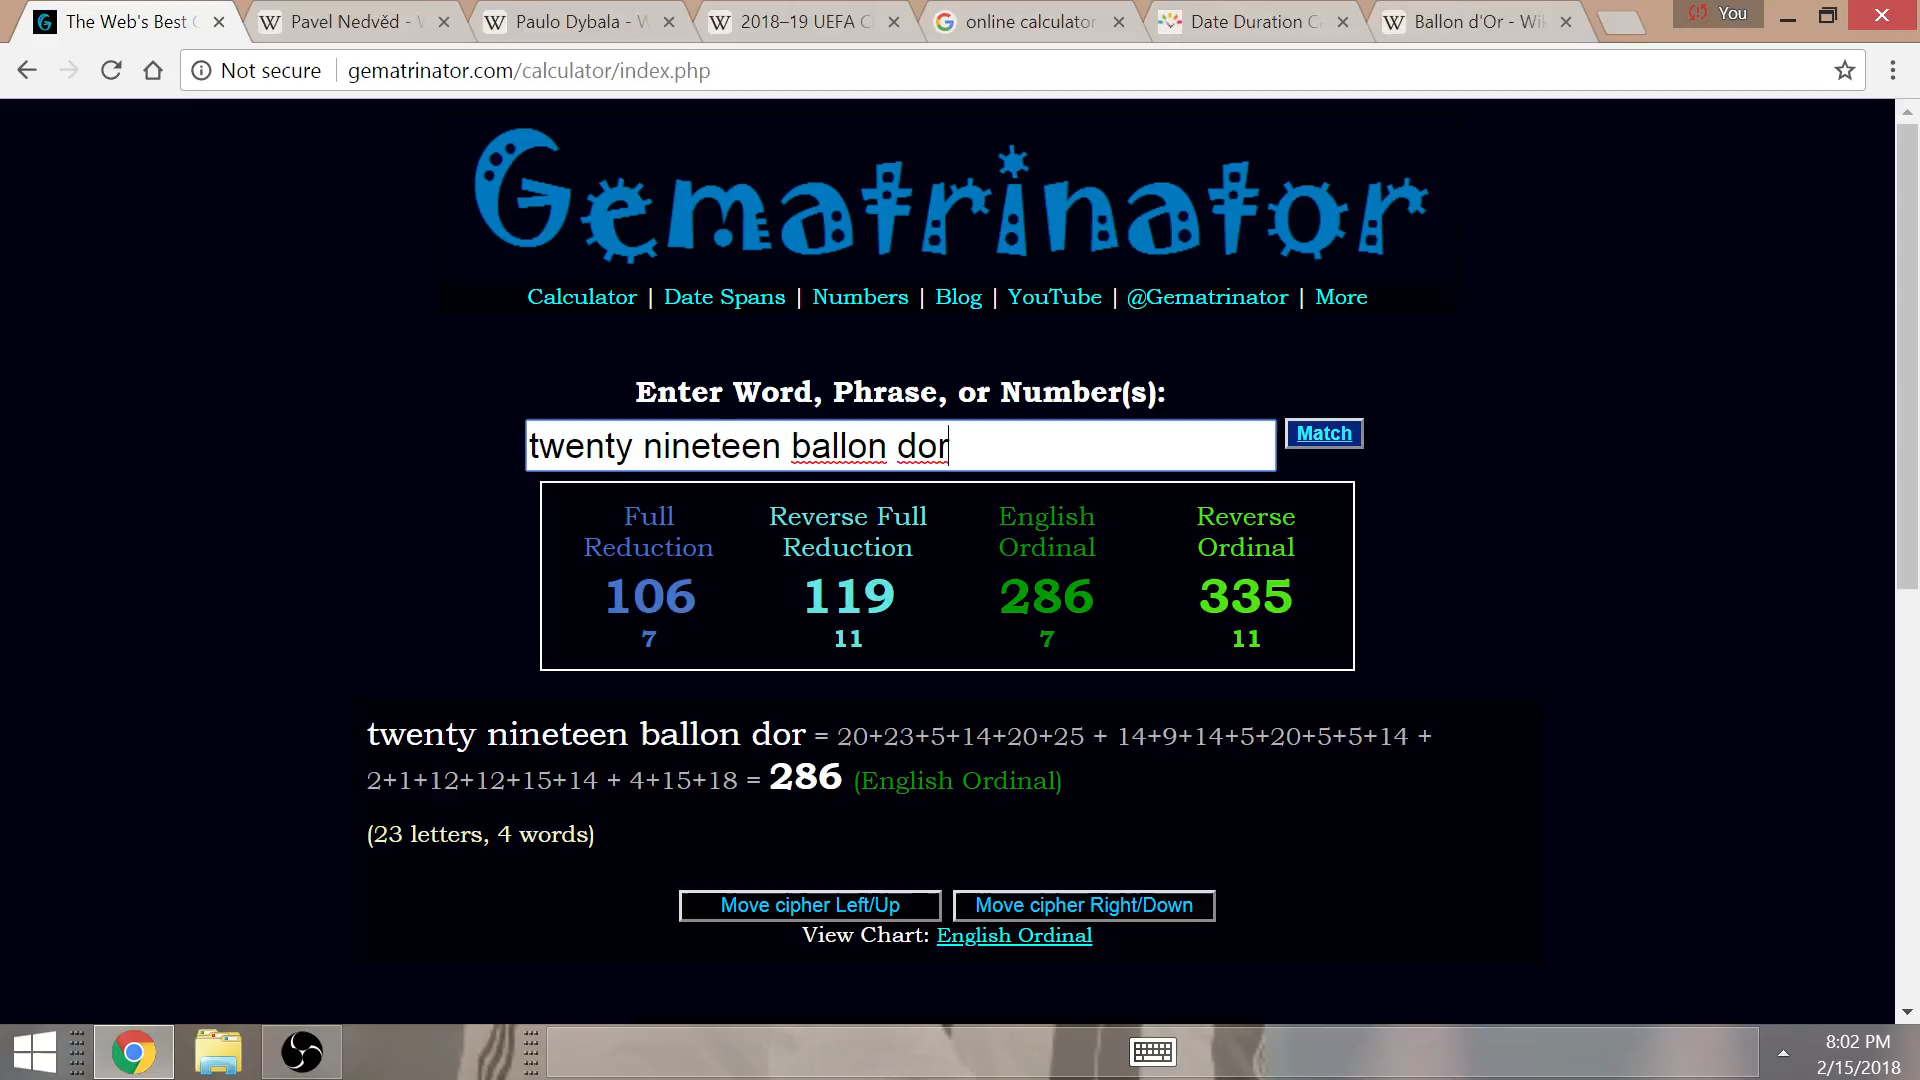 The Web's Best C
Pavel Nedvěd - W
Paulo Dybala - W
2018–19 UEFA C
online calculator
Date Duration C
Ballon d'Or - Wik
You
Not secure
gematrinator.com/calculator/index.php
Gematrinator
Calculator | Date Spans | Numbers | Blog | YouTube | @Gematrinator | More
Enter Word, Phrase, or Number(s):
twenty nineteen ballon dor
Match
Full Reduction
Reverse Full Reduction
English Ordinal
Reverse Ordinal
106 119 286 335
7 11 7 11
twenty nineteen ballon dor = 20+23+5+14+20+25 + 14+9+14+5+20+5+5+14 +
2+1+12+12+15+14 + 4+15+18 = 286 (English Ordinal)
(23 letters, 4 words)
Move cipher Left/Up
Move cipher Right/Down
View Chart: English Ordinal
8:02 PM
2/15/2018